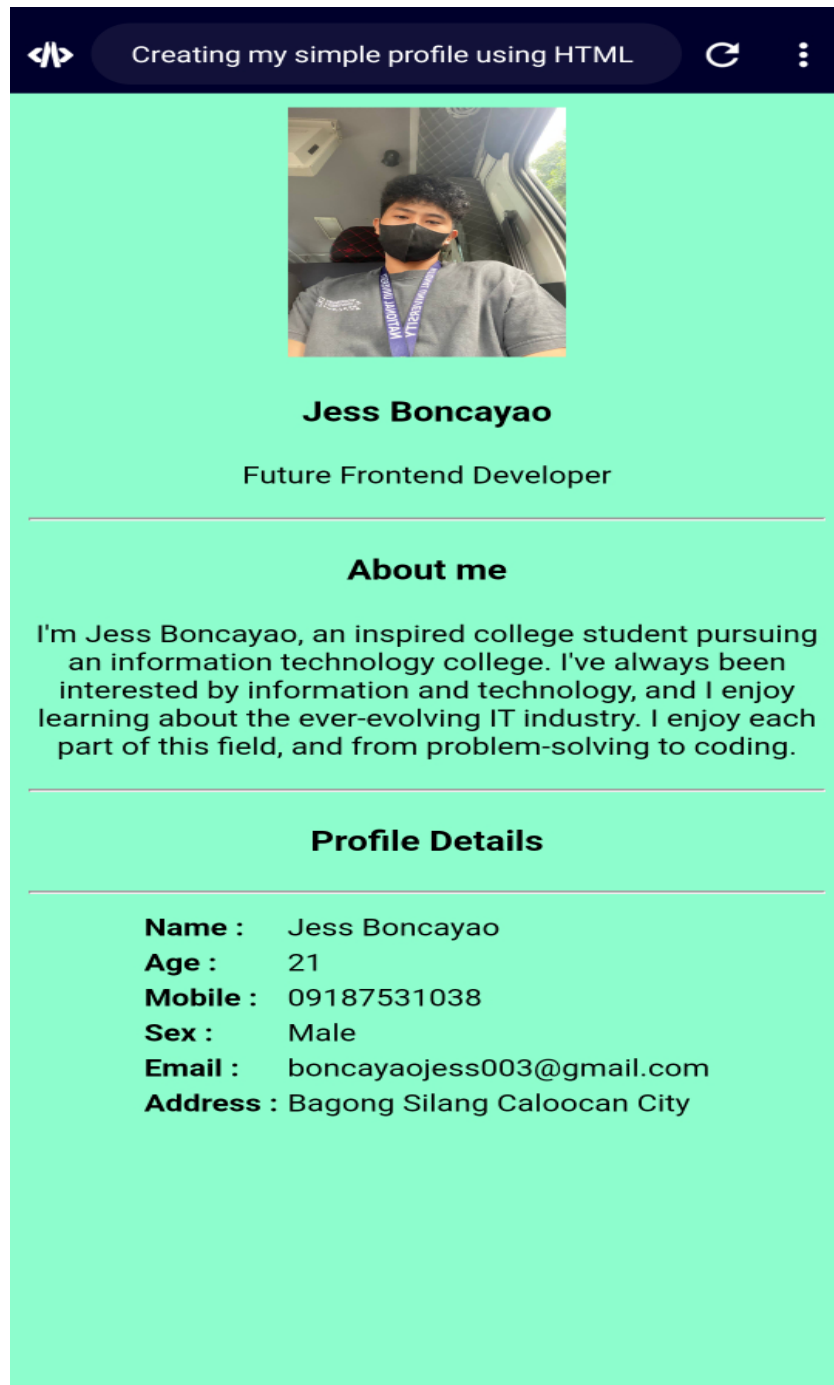 Creating my simple profile using HTML
Jess Boncayao
Future Frontend Developer
About me
I'm Jess Boncayao, an inspired college student pursuing
an information technology college. I've always been
interested by information and technology, and I enjoy
learning about the ever-evolving IT industry. I enjoy each
part of this field, and from problem-solving to coding.
Profile Details
Name : Jess Boncayao
Age : 21
Mobile : 09187531038
Sex : Male
Email : boncayaojess003@gmail.com
Address : Bagong Silang Caloocan City